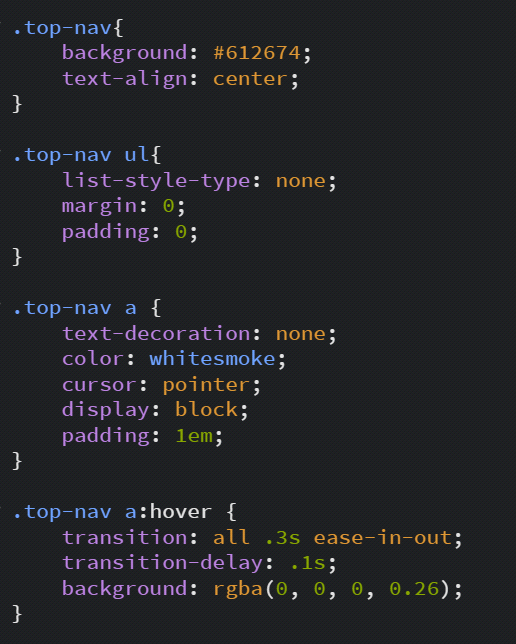 .top-nav{
    background: #612674;
    text-align: center;
}

.top-nav ul{
    list-style-type: none;
    margin: 0;
    padding: 0;
}

.top-nav a {
    text-decoration: none;
    color: whitesmoke;
    cursor: pointer;
    display: block;
    padding: 1em;
}

.top-nav a:hover {
    transition: all .3s ease-in-out;
    transition-delay: .1s;
    background: rgba(0, 0, 0, 0.26);
}